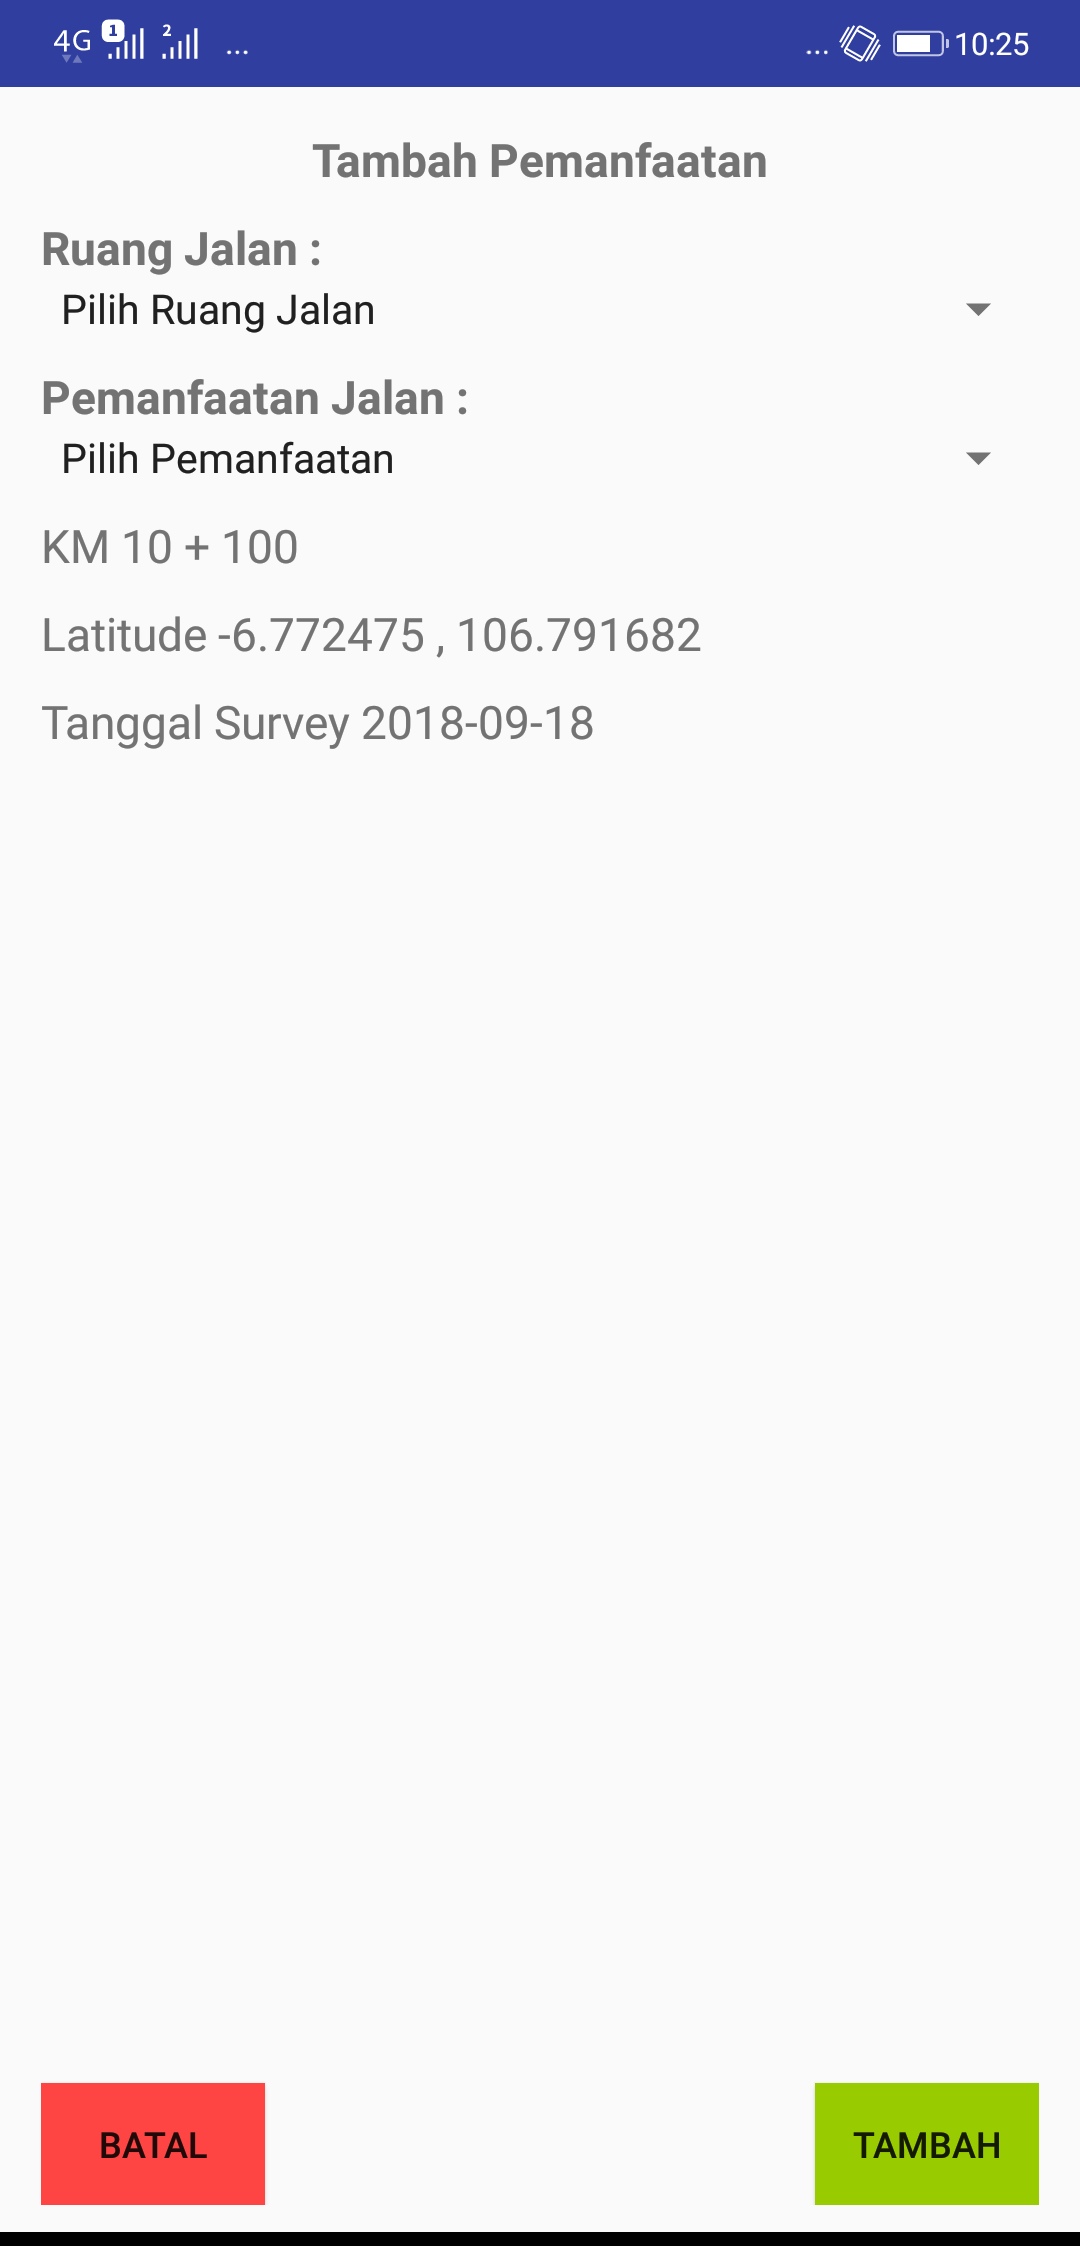 4G 1 2 ... ... 10:25
Tambah Pemanfaatan
Ruang Jalan :
Pilih Ruang Jalan
Pemanfaatan Jalan :
Pilih Pemanfaatan
KM 10 + 100
Latitude -6.772475 , 106.791682
Tanggal Survey 2018-09-18
BATAL TAMBAH